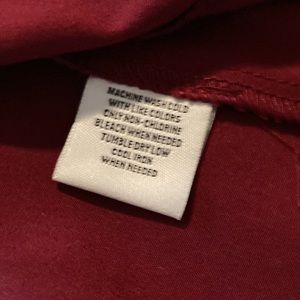 MACHINE WASH COLD
WITH LIKE COLORS
ONLY NON-CHLORINE
BLEACH WHEN NEEDED
TUMBLE DRY LOW
COOL IRON
WHEN NEEDED